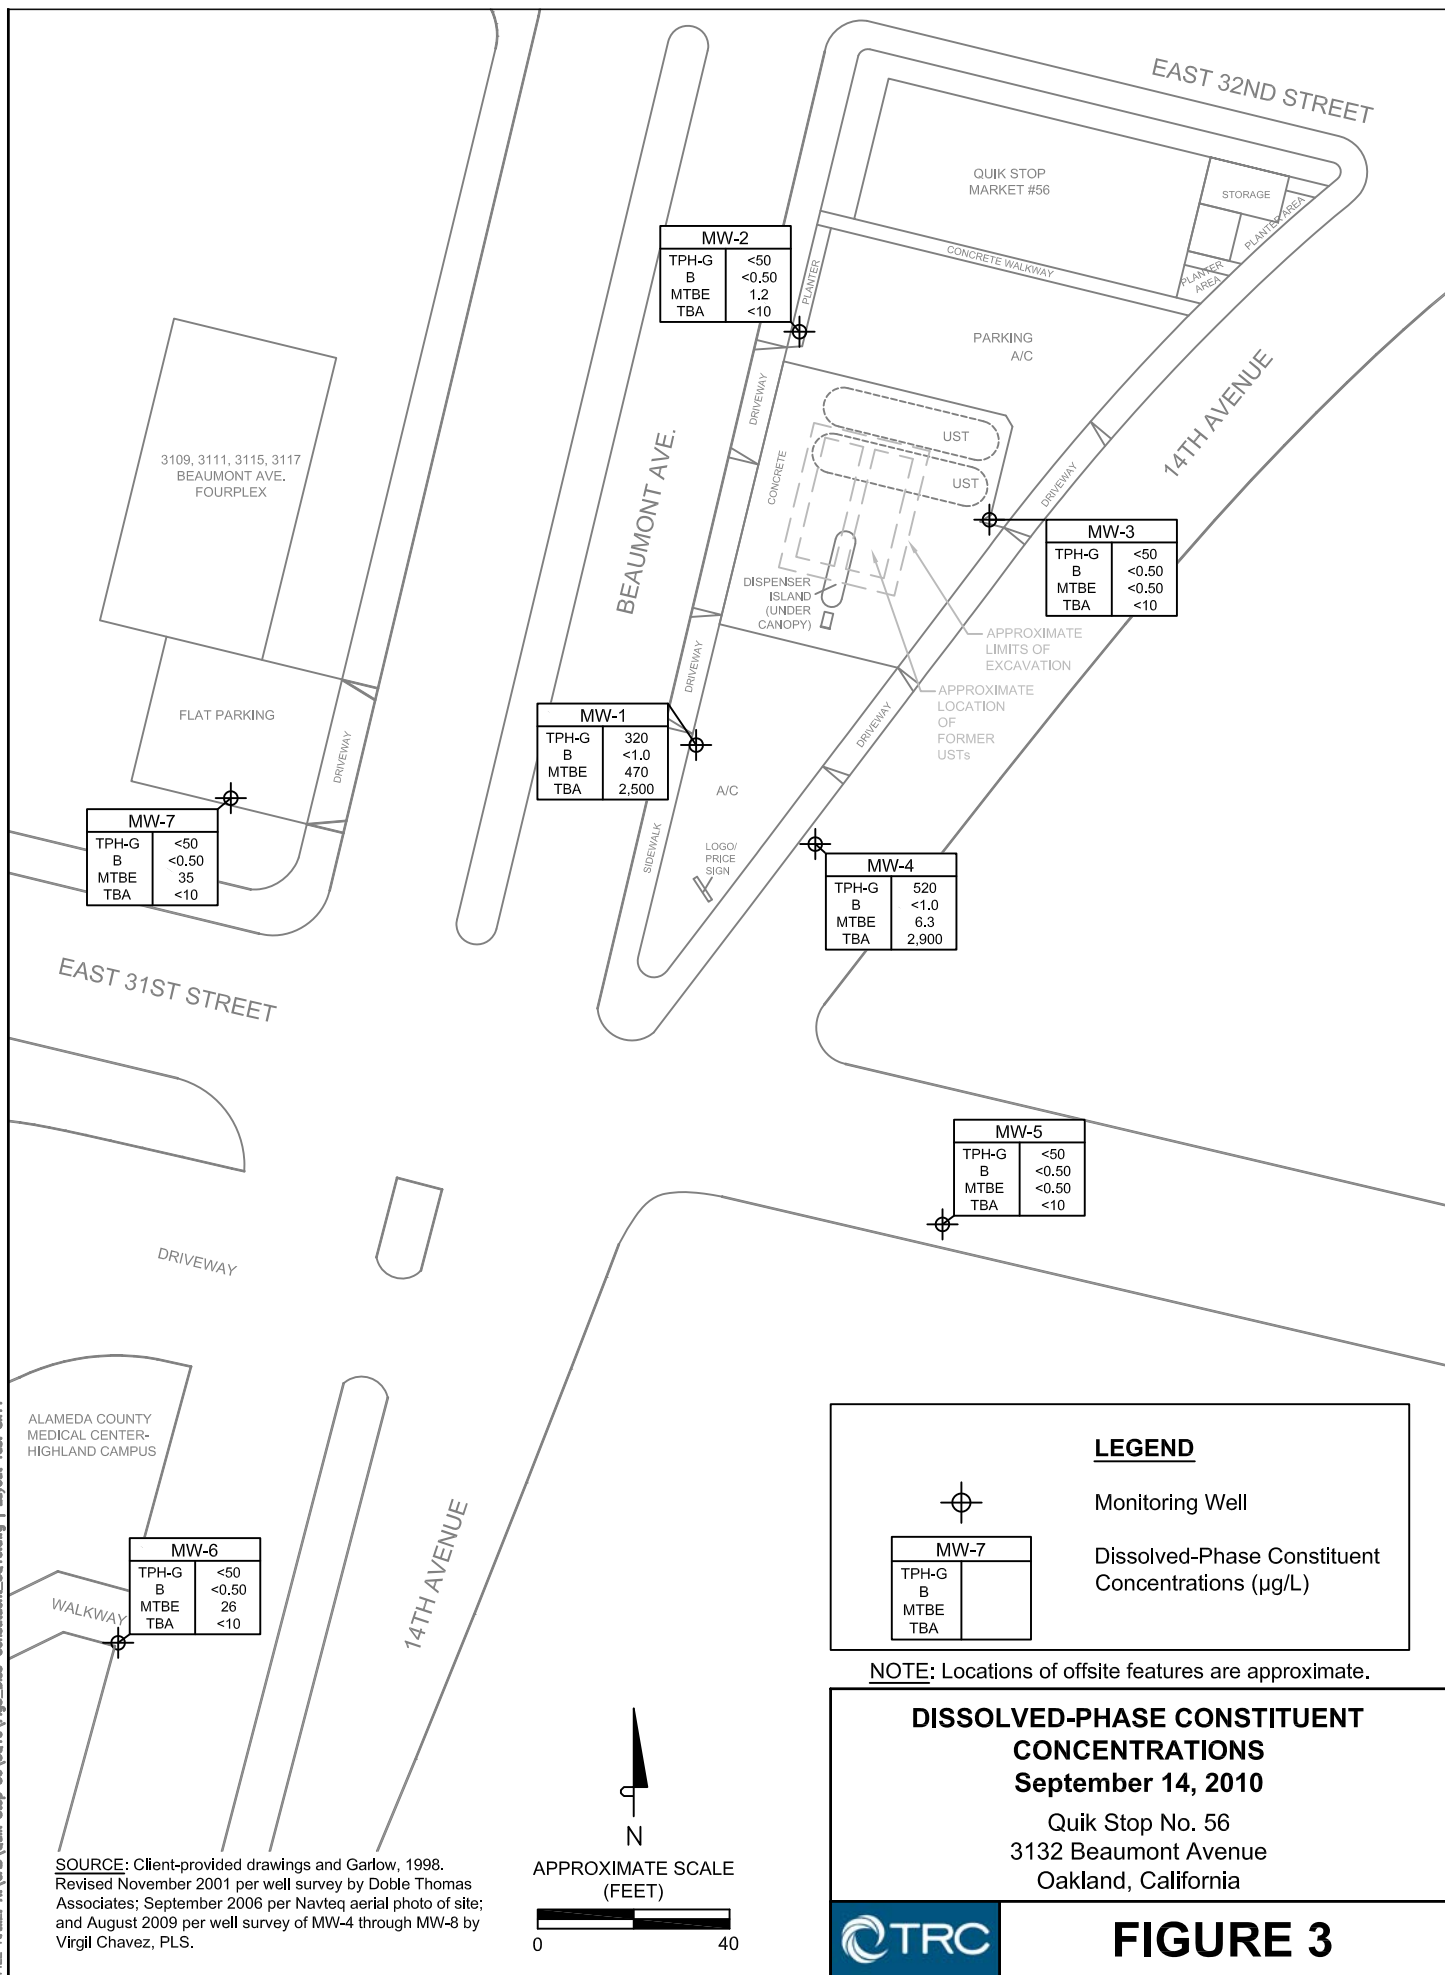 EAST 32ND STREET
QUIK STOP
MARKET #56
STORAGE
PLANTER AREA
PLANTER
AREA
CONCRETE WALKWAY
MW-2
TPH-G <50
B <0.50
MTBE 1.2
TBA <10
PLANTER
PARKING
A/C
14TH AVENUE
DRIVEWAY
UST
UST
CONCRETE
DRIVEWAY
3109, 3111, 3115, 3117
BEAUMONT AVE.
FOURPLEX
BEAUMONT AVE.
MW-3
TPH-G <50
B <0.50
MTBE <0.50
TBA <10
DISPENSER
ISLAND
(UNDER
CANOPY)
APPROXIMATE
LIMITS OF
EXCAVATION
APPROXIMATE
LOCATION
OF
FORMER
USTs
DRIVEWAY
DRIVEWAY
FLAT PARKING
DRIVEWAY
MW-1
TPH-G 320
B <1.0
MTBE 470
TBA 2,500
A/C
SIDEWALK
LOGO/
PRICE
SIGN
MW-7
TPH-G <50
B <0.50
MTBE 35
TBA <10
MW-4
TPH-G 520
B <1.0
MTBE 6.3
TBA 2,900
EAST 31ST STREET
MW-5
TPH-G <50
B <0.50
MTBE <0.50
TBA <10
DRIVEWAY
ALAMEDA COUNTY
MEDICAL CENTER-
HIGHLAND CAMPUS
MW-6
TPH-G <50
B <0.50
MTBE 26
TBA <10
WALKWAY
14TH AVENUE
LEGEND
Monitoring Well
MW-7
TPH-G
B
MTBE
TBA
Dissolved-Phase Constituent
Concentrations (µg/L)
NOTE: Locations of offsite features are approximate.
SOURCE: Client-provided drawings and Garlow, 1998.
Revised November 2001 per well survey by Doble Thomas
Associates; September 2006 per Navteq aerial photo of site;
and August 2009 per well survey of MW-4 through MW-8 by
Virgil Chavez, PLS.
N
APPROXIMATE SCALE
(FEET)
0 40
DISSOLVED-PHASE CONSTITUENT
CONCENTRATIONS
September 14, 2010
Quik Stop No. 56
3132 Beaumont Avenue
Oakland, California
TRC
FIGURE 3